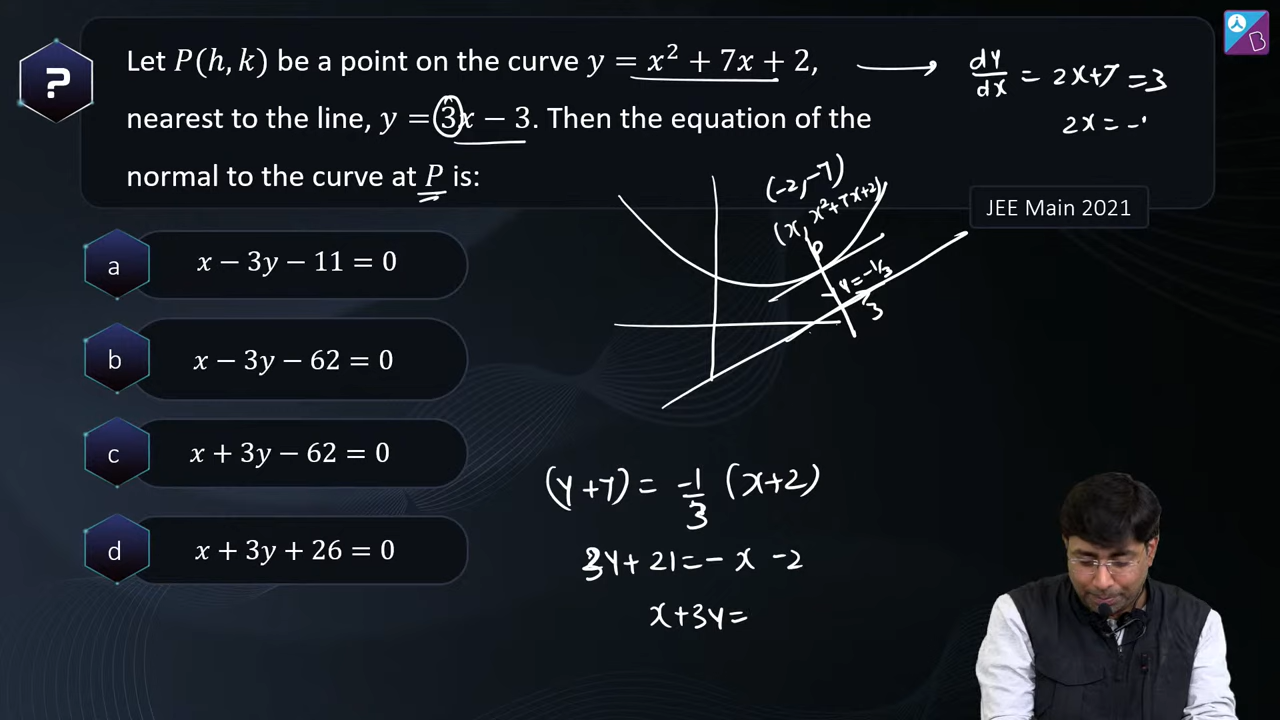 Let P(h, k) be a point on the curve y = x² + 7x + 2,
nearest to the line, y = 3x − 3. Then the equation of the
normal to the curve at P is:
?
JEE Main 2021
a
x − 3y − 11 = 0
b
x − 3y − 62 = 0
c
x + 3y − 62 = 0
d
x + 3y + 26 = 0
dy/dx = 2x+7 = 3
2x = -
(-2, -7)
(x, x²+7x+2)
P
-1/3
3
(y+7) = -1/3 (x+2)
3y + 21 = - x - 2
x+3y =
B